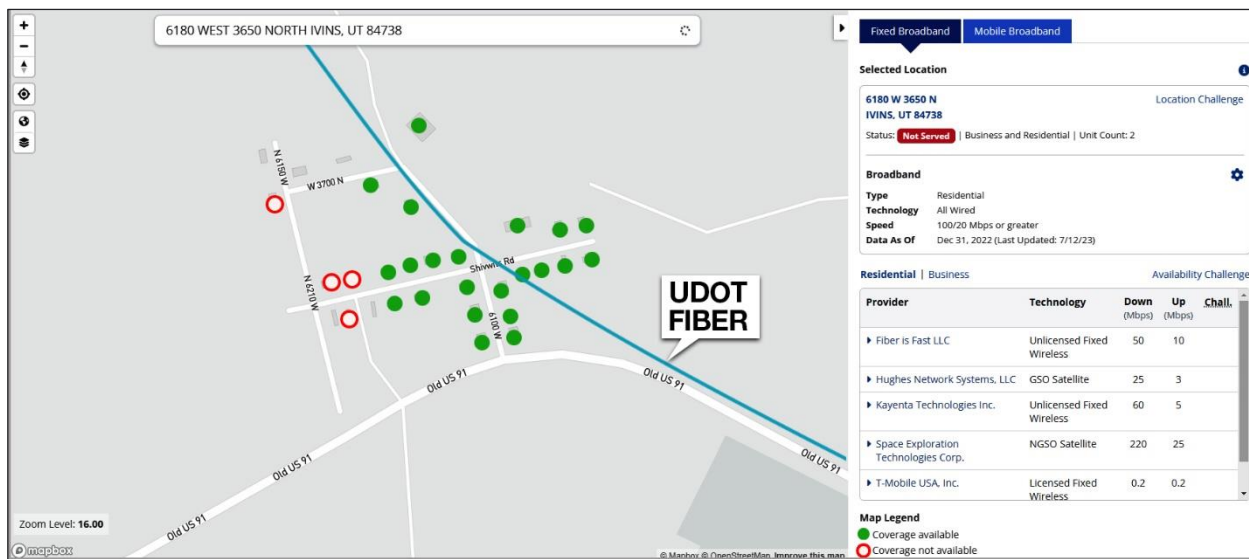 6180 WEST 3650 NORTH IVINS, UT 84738
N 6150 W
W 3700 N
Shivwits Rd
N 6210 W
6100 W
UDOT
FIBER
Old US 91
Old US 91
Old US 91
Old US 91
Old US 91
Zoom Level: 16.00
mapbox
© Mapbox © OpenStreetMap Improve this map
Fixed Broadband
Mobile Broadband
Selected Location
6180 W 3650 N
Location Challenge
IVINS, UT 84738
Status: Not Served | Business and Residential | Unit Count: 2
Broadband
Type Residential
Technology All Wired
Speed 100/20 Mbps or greater
Data As Of Dec 31, 2022 (Last Updated: 7/12/23)
Residential | Business
Availability Challenge
Provider Technology Down (Mbps) Up (Mbps) Chall.
Fiber is Fast LLC Unlicensed Fixed Wireless 50 10
Hughes Network Systems, LLC GSO Satellite 25 3
Kayenta Technologies Inc. Unlicensed Fixed Wireless 60 5
Space Exploration Technologies Corp. NGSO Satellite 220 25
T-Mobile USA, Inc. Licensed Fixed Wireless 0.2 0.2
Map Legend
Coverage available
Coverage not available